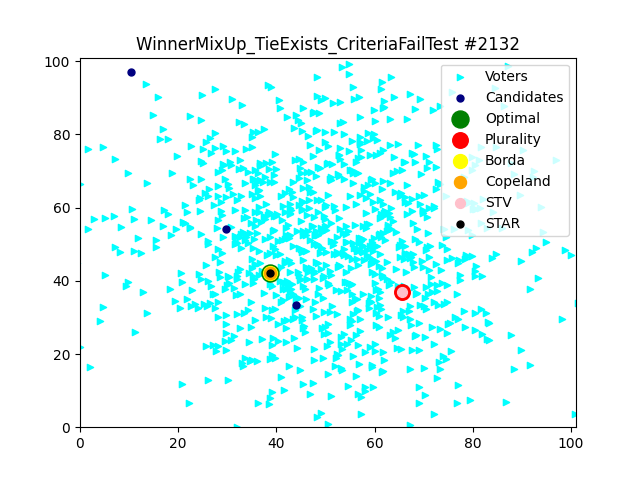 WinnerMixUp_TieExists_CriteriaFailTest #2132
100
80
60
40
20
0
0 20 40 60 80 100
Voters
Candidates
Optimal
Plurality
Borda
Copeland
STV
STAR